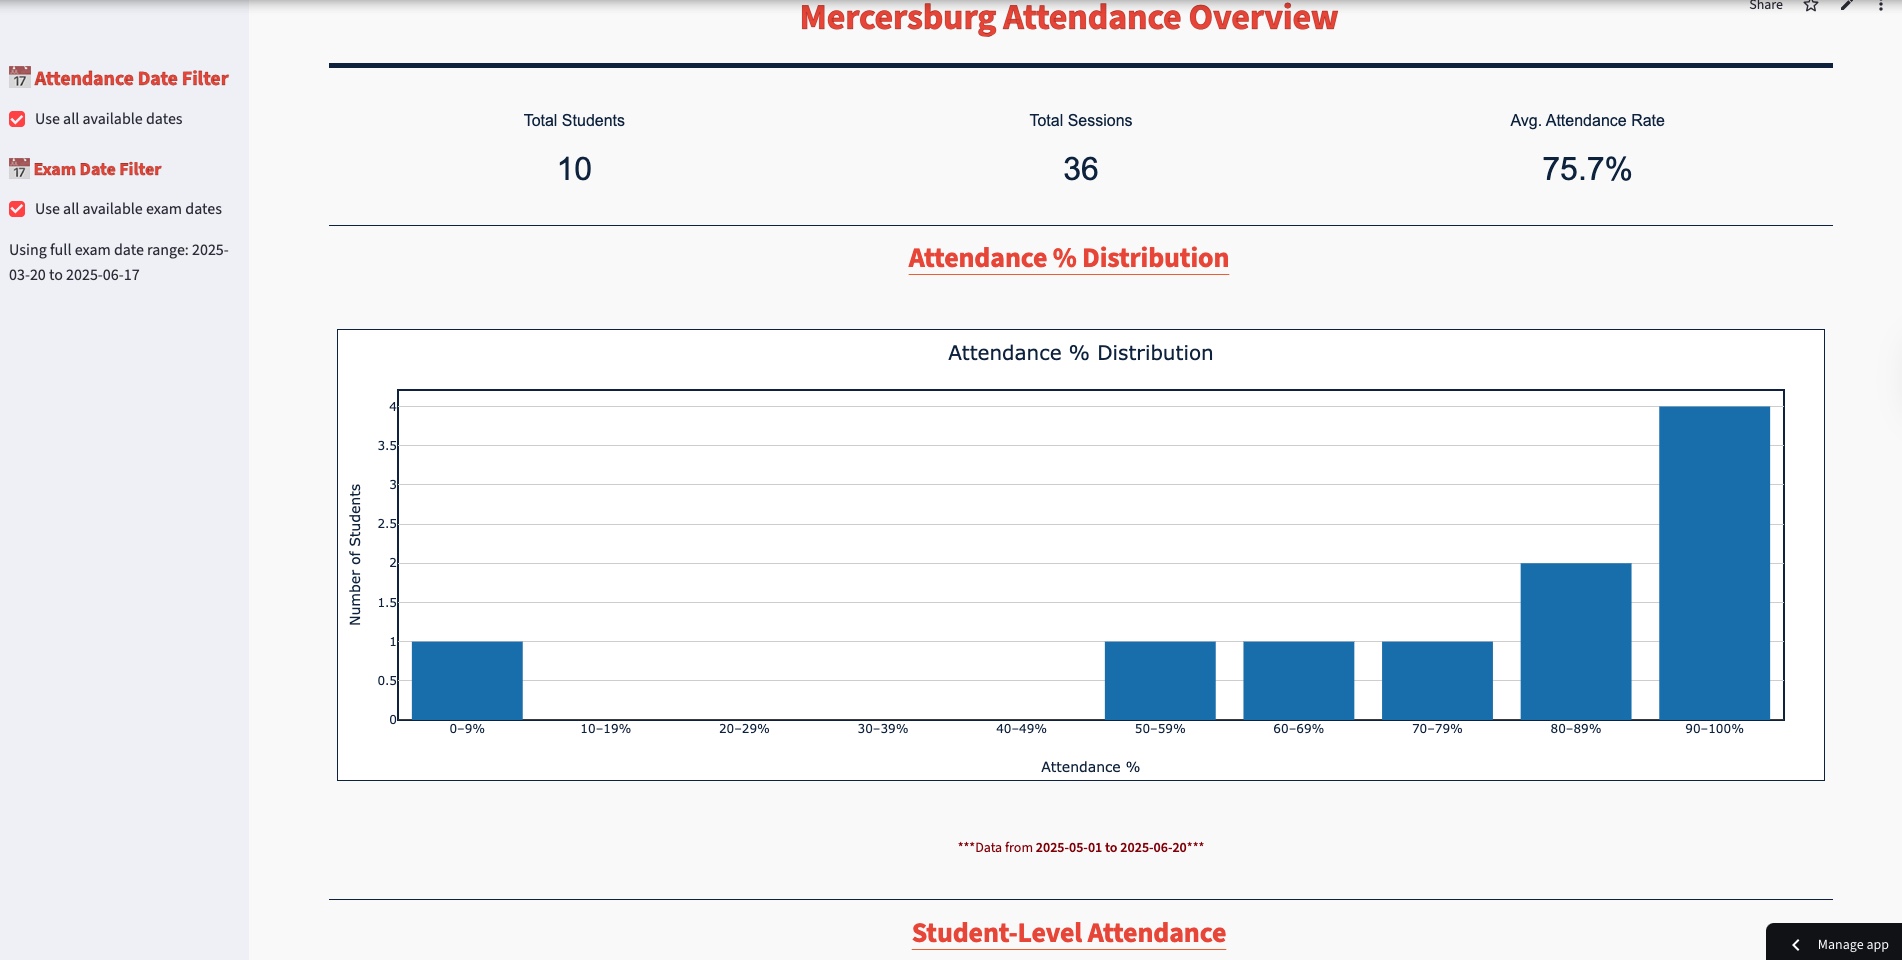 Mercersburg Attendance Overview
Share
17 Attendance Date Filter
Use all available dates
17 Exam Date Filter
Use all available exam dates
Using full exam date range: 2025-
03-20 to 2025-06-17
Total Students
10
Total Sessions
36
Avg. Attendance Rate
75.7%
Attendance % Distribution
Attendance % Distribution
Number of Students
4
3.5
3
2.5
2
1.5
1
0.5
0
0–9% 10–19% 20–29% 30–39% 40–49% 50–59% 60–69% 70–79% 80–89% 90–100%
Attendance %
***Data from 2025-05-01 to 2025-06-20***
Student-Level Attendance
Manage app